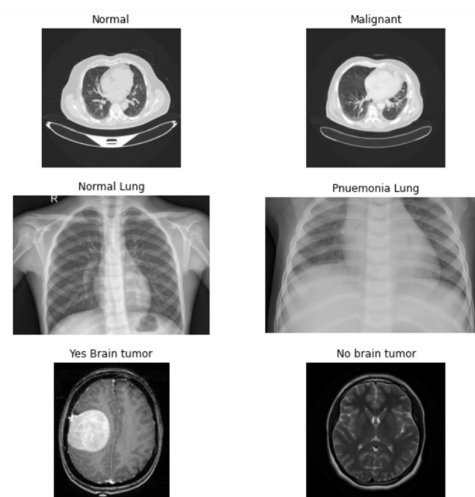 Normal
Malignant
Normal Lung
R
Pnuemonia Lung
Yes Brain tumor
No brain tumor